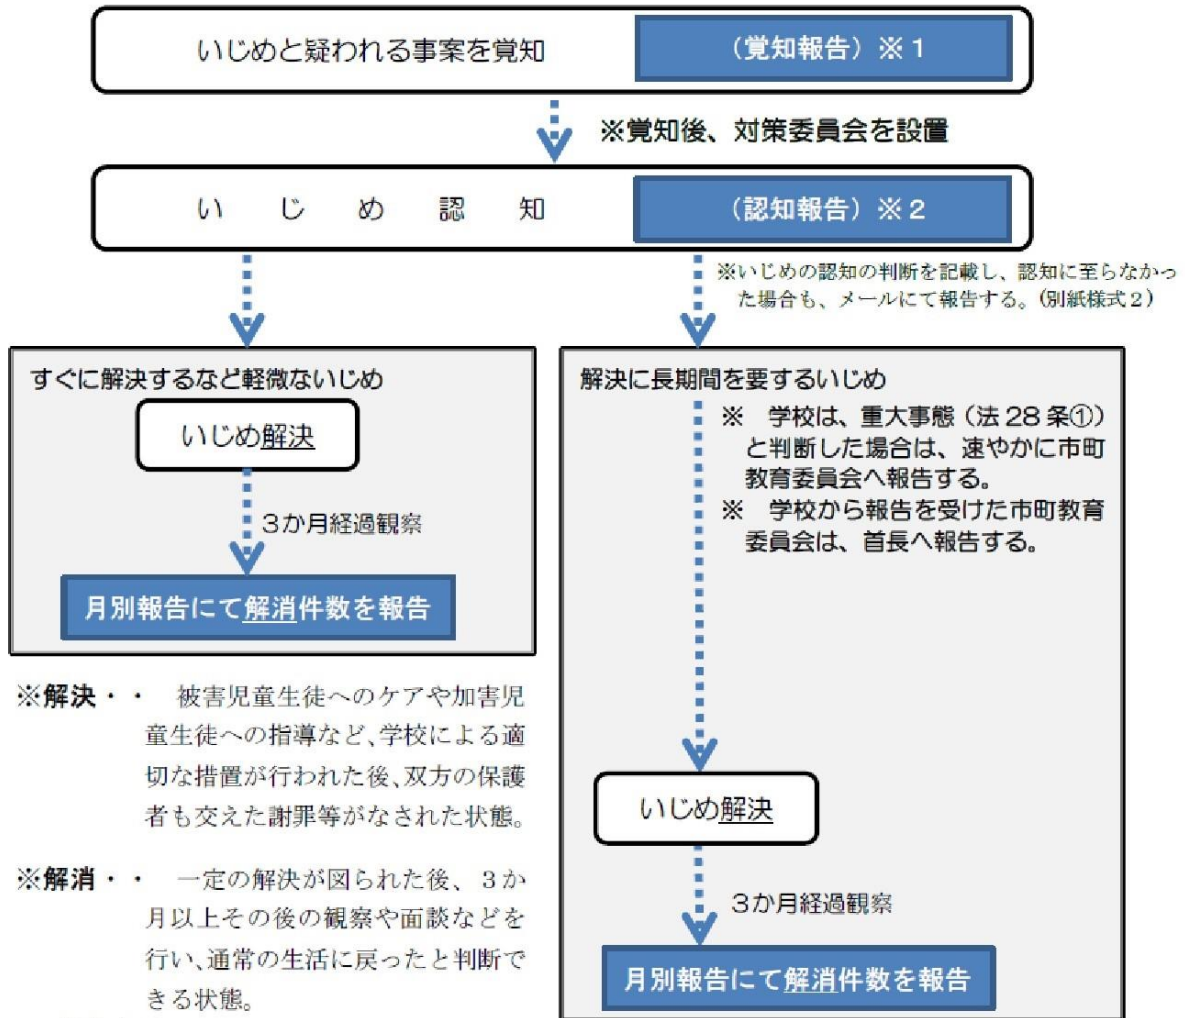 いじめと疑われる事案を覚知
(覚知報告)※1
※覚知後、対策委員会を設置
いじめ認知
(認知報告)※2
※いじめの認知の判断を記載し、認知に至らなかっ
た場合も、メールにて報告する。(別紙様式2)
すぐに解決するなど軽微ないじめ
いじめ解決
3か月経過観察
月別報告にて解消件数を報告
※解決・・ 被害児童生徒へのケアや加害児
童生徒への指導など、学校による適
切な措置が行われた後、双方の保護
者も交えた謝罪等がなされた状態。
※解消・・ 一定の解決が図られた後、3か
月以上その後の観察や面談などを
行い、通常の生活に戻ったと判断で
きる状態。
解決に長期間を要するいじめ
※ 学校は、重大事態(法28条①)
と判断した場合は、速やかに市町
教育委員会へ報告する。
※ 学校から報告を受けた市町教育
委員会は、首長へ報告する。
いじめ解決
3か月経過観察
月別報告にて解消件数を報告